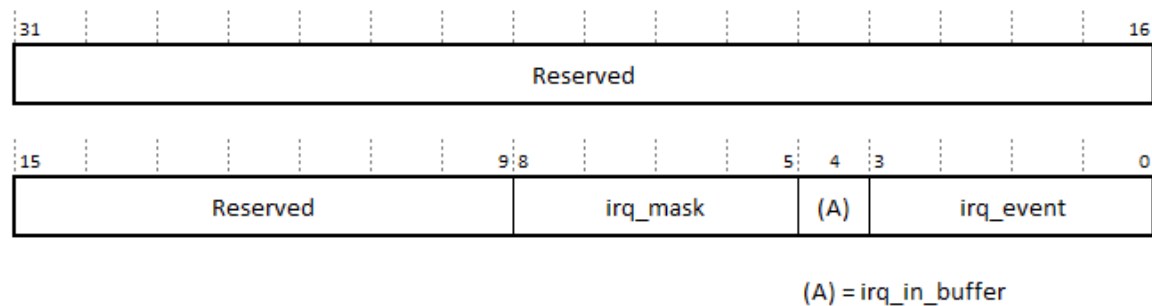 31 16
Reserved
15 9 8 5 4 3 0
Reserved irq_mask (A) irq_event
(A) = irq_in_buffer